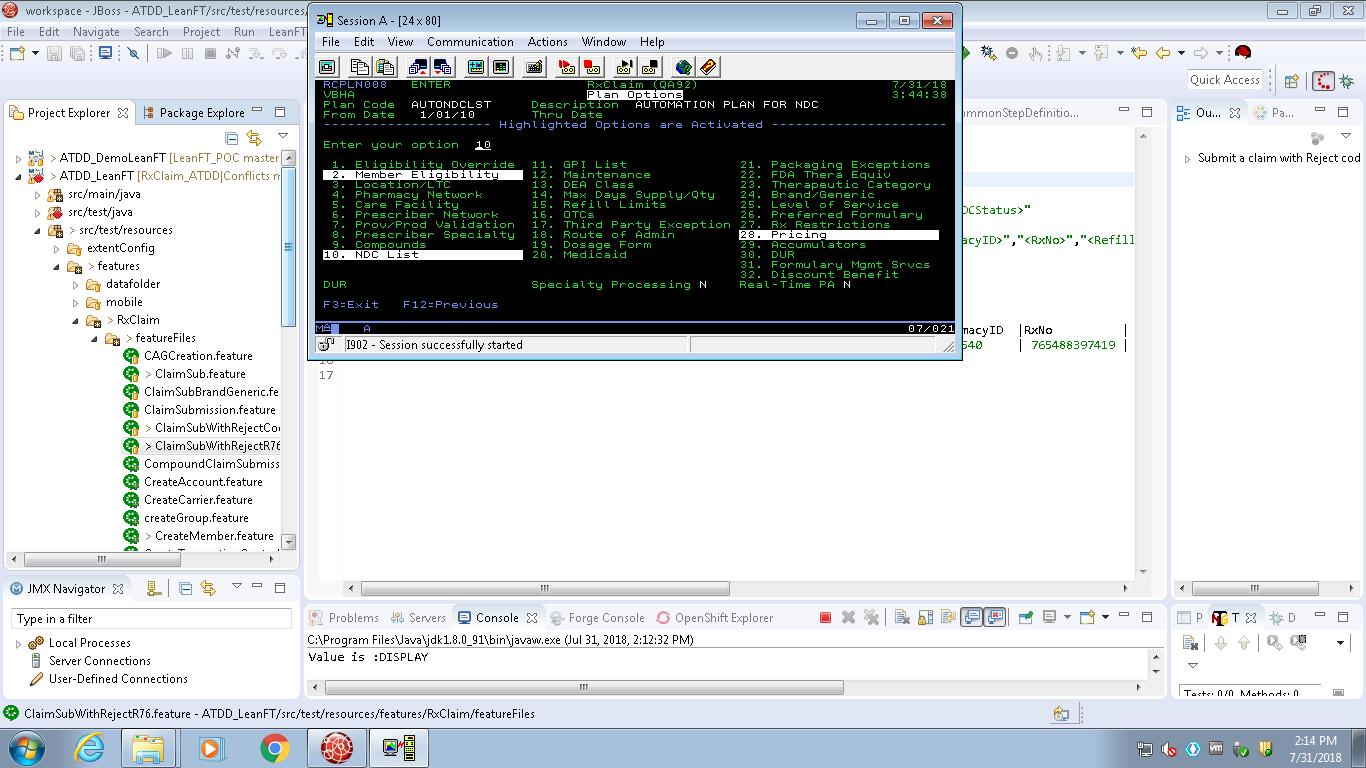 workspace - JBoss - ATDD_LeanFT/src/test/resources/
File Edit Navigate Search Project Run LeanFT
Quick Access
Project Explorer
Package Explore
> ATDD_DemoLeanFT [LeanFT_POC master
> ATDD_LeanFT [RxClaim_ATDD|Conflicts m
src/main/java
src/test/java
> src/test/resources
extentConfig
> features
datafolder
mobile
> RxClaim
> featureFiles
CAGCreation.feature
> ClaimSub.feature
ClaimSubBrandGeneric.fe
ClaimSubmission.feature
> ClaimSubWithRejectCo
> ClaimSubWithRejectR76
CompoundClaimSubmiss
CreateAccount.feature
CreateCarrier.feature
createGroup.feature
> CreateMember.feature
JMX Navigator
Type in a filter
Local Processes
Server Connections
User-Defined Connections
Session A - [24 x 80]
File Edit View Communication Actions Window Help
RCPLN008 ENTER RxClaim (QA92) 7/31/18
VBHA Plan Options 3:44:38
Plan Code AUTONDCLST Description AUTOMATION PLAN FOR NDC
From Date 1/01/10 Thru Date
-------------------- Highlighted Options are Activated --------------------
Enter your option 10
1. Eligibility Override 11. GPI List 21. Packaging Exceptions
2. Member Eligibility 12. Maintenance 22. FDA Thera Equiv
3. Location/LTC 13. DEA Class 23. Therapeutic Category
4. Pharmacy Network 14. Max Days Supply/Qty 24. Brand/Generic
5. Care Facility 15. Refill Limits 25. Level of Service
6. Prescriber Network 16. OTCs 26. Preferred Formulary
7. Prov/Prod Validation 17. Third Party Exception 27. Rx Restrictions
8. Prescriber Specialty 18. Route of Admin 28. Pricing
9. Compounds 19. Dosage Form 29. Accumulators
10. NDC List 20. Medicaid 30. DUR
31. Formulary Mgmt Srvcs
32. Discount Benefit
DUR Specialty Processing N Real-Time PA N
F3=Exit F12=Previous
MA A 07/021
I902 - Session successfully started
ommonStepDefinitio...
DCStatus>"
acyID>","<RxNo>","<Refill
macyID |RxNo |
540 | 765488397419 |
17
Ou...
Pa...
Submit a claim with Reject cod
Problems Servers Console Forge Console OpenShift Explorer
C:\Program Files\Java\jdk1.8.0_91\bin\javaw.exe (Jul 31, 2018, 2:12:32 PM)
Value is :DISPLAY
P T D
Tests: 0/0 Methods: 0
ClaimSubWithRejectR76.feature - ATDD_LeanFT/src/test/resources/features/RxClaim/featureFiles
2:14 PM
7/31/2018